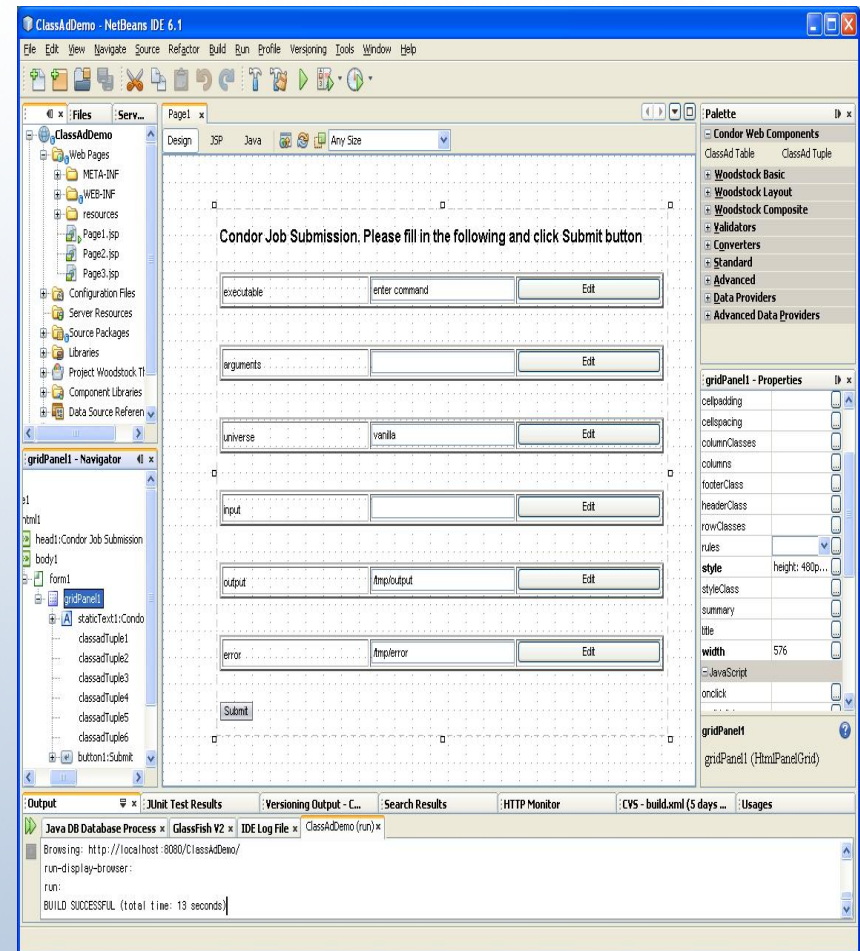 ClassAdDemo - NetBeans IDE 6.1
File Edit View Navigate Source Refactor Build Run Profile Versioning Tools Window Help
Files Serv...
ClassAdDemo
Web Pages
META-INF
WEB-INF
resources
Page1.jsp
Page2.jsp
Page3.jsp
Configuration Files
Server Resources
Source Packages
Libraries
Project Woodstock Th
Component Libraries
Data Source Referen
gridPanel1 - Navigator
e1
html1
head1:Condor Job Submission
body1
form1
gridPanel1
staticText1:Condo
classadTuple1
classadTuple2
classadTuple3
classadTuple4
classadTuple5
classadTuple6
button1:Submit
Page1 x
Design JSP Java Any Size
Condor Job Submission. Please fill in the following and click Submit button
executable enter command Edit
arguments Edit
universe vanilla Edit
input Edit
output /tmp/output Edit
error /tmp/error Edit
Submit
Palette
Condor Web Components
ClassAd Table ClassAd Tuple
Woodstock Basic
Woodstock Layout
Woodstock Composite
Validators
Converters
Standard
Advanced
Data Providers
Advanced Data Providers
gridPanel1 - Properties
cellpadding
cellspacing
columnClasses
columns
footerClass
headerClass
rowClasses
rules
style height: 480p...
styleClass
summary
title
width 576
JavaScript
onclick
gridPanel1
gridPanel1 (HtmlPanelGrid)
Output JUnit Test Results Versioning Output - C... Search Results HTTP Monitor CVS - build.xml (5 days ... Usages
Java DB Database Process x GlassFish V2 x IDE Log File x ClassAdDemo (run) x
Browsing: http://localhost:8080/ClassAdDemo/
run-display-browser:
run:
BUILD SUCCESSFUL (total time: 13 seconds)